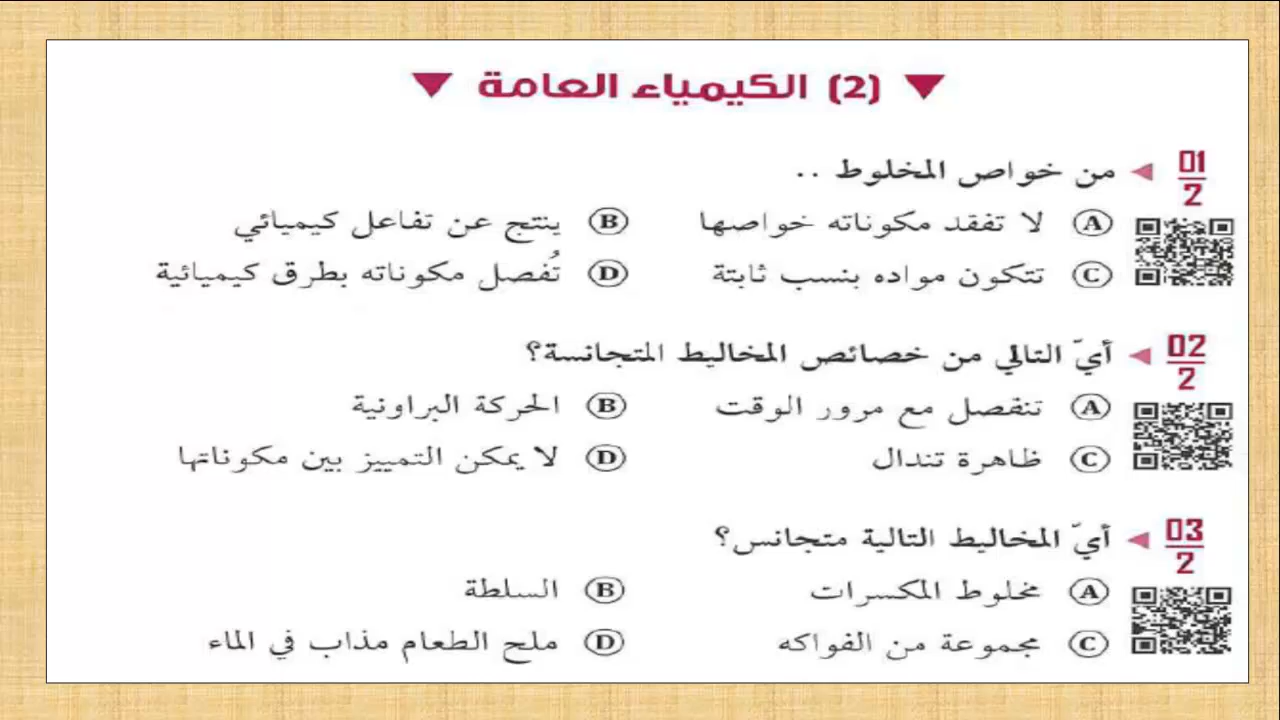 (2) الكيمياء العامة
01/2 من خواص المخلوط ..
A لا تفقد مكوناته خواصها B ينتج عن تفاعل كيميائي
C تتكون مواده بنسب ثابتة D تُفصل مكوناته بطرق كيميائية
02/2 أيّ التالي من خصائص المخاليط المتجانسة؟
A تنفصل مع مرور الوقت B الحركة البراونية
C ظاهرة تندال D لا يمكن التمييز بين مكوناتها
03/2 أيّ المخاليط التالية متجانس؟
A مخلوط المكسرات B السلطة
C مجموعة من الفواكه D ملح الطعام مذاب في الماء